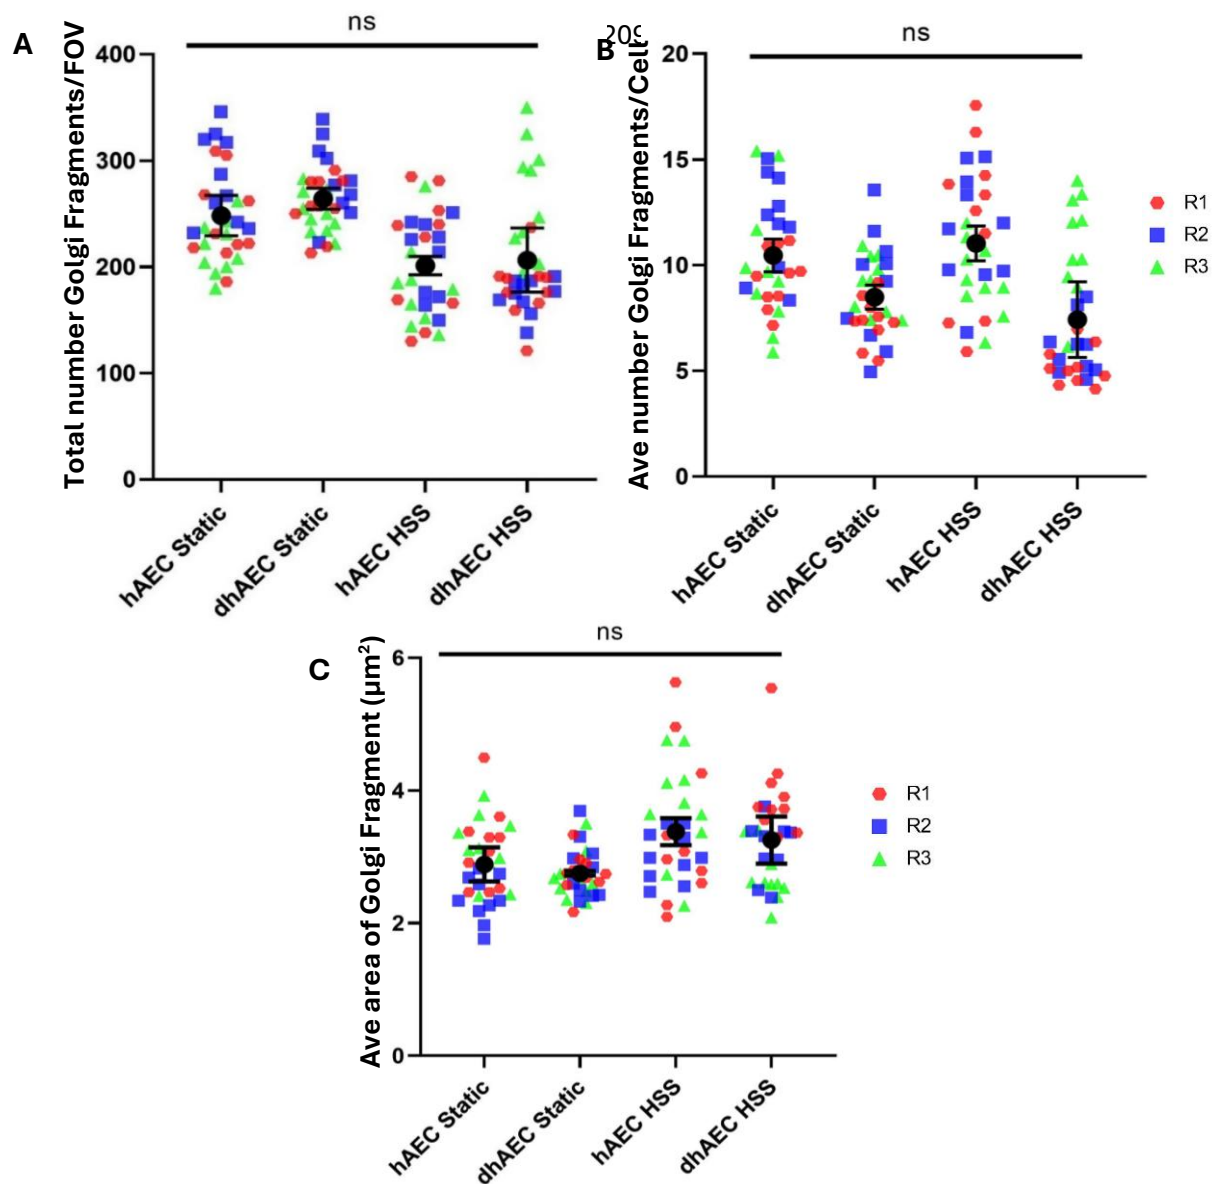 A
ns
Total number Golgi Fragments/FOV
400
300
200
100
0
hAEC Static
dhAEC Static
hAEC HSS
dhAEC HSS
B
ns
Ave number Golgi Fragments/Cell
20
15
10
5
0
hAEC Static
dhAEC Static
hAEC HSS
dhAEC HSS
R1
R2
R3
C
ns
Ave area of Golgi Fragment (µm²)
6
4
2
0
hAEC Static
dhAEC Static
hAEC HSS
dhAEC HSS
R1
R2
R3